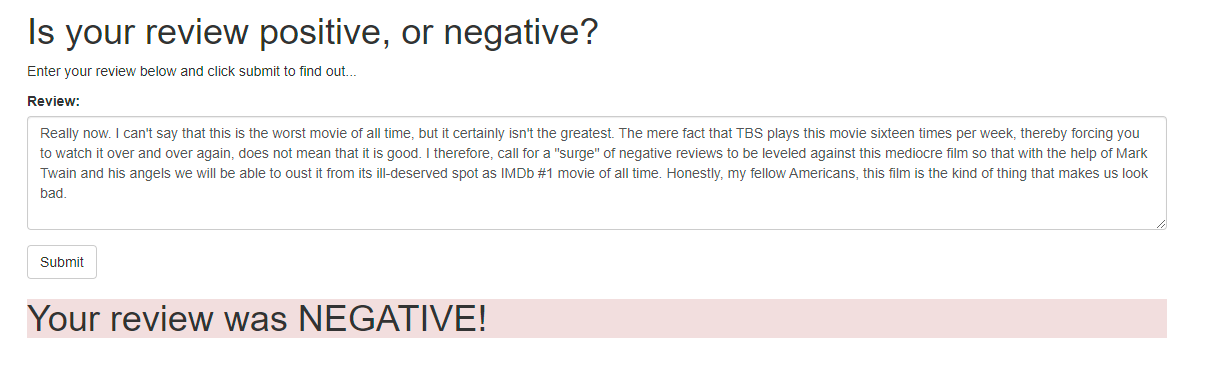 Is your review positive, or negative?
Enter your review below and click submit to find out...
Review:
Really now. I can't say that this is the worst movie of all time, but it certainly isn't the greatest. The mere fact that TBS plays this movie sixteen times per week, thereby forcing you
to watch it over and over again, does not mean that it is good. I therefore, call for a "surge" of negative reviews to be leveled against this mediocre film so that with the help of Mark
Twain and his angels we will be able to oust it from its ill-deserved spot as IMDb #1 movie of all time. Honestly, my fellow Americans, this film is the kind of thing that makes us look
bad.
Submit
Your review was NEGATIVE!